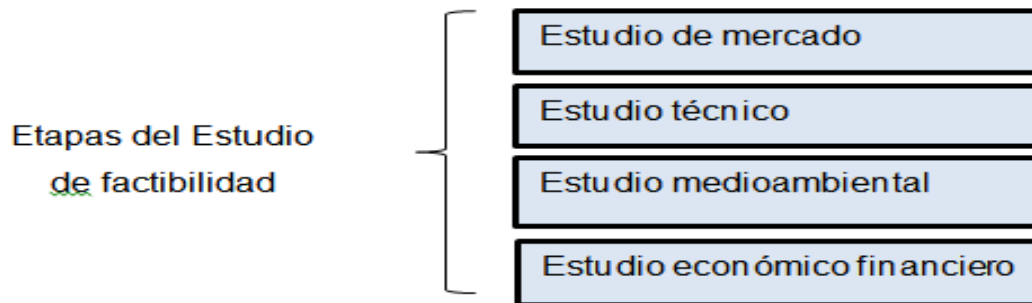 Etapas del Estudio
de factibilidad
Estudio de mercado
Estudio técnico
Estudio medioambiental
Estudio económico financiero